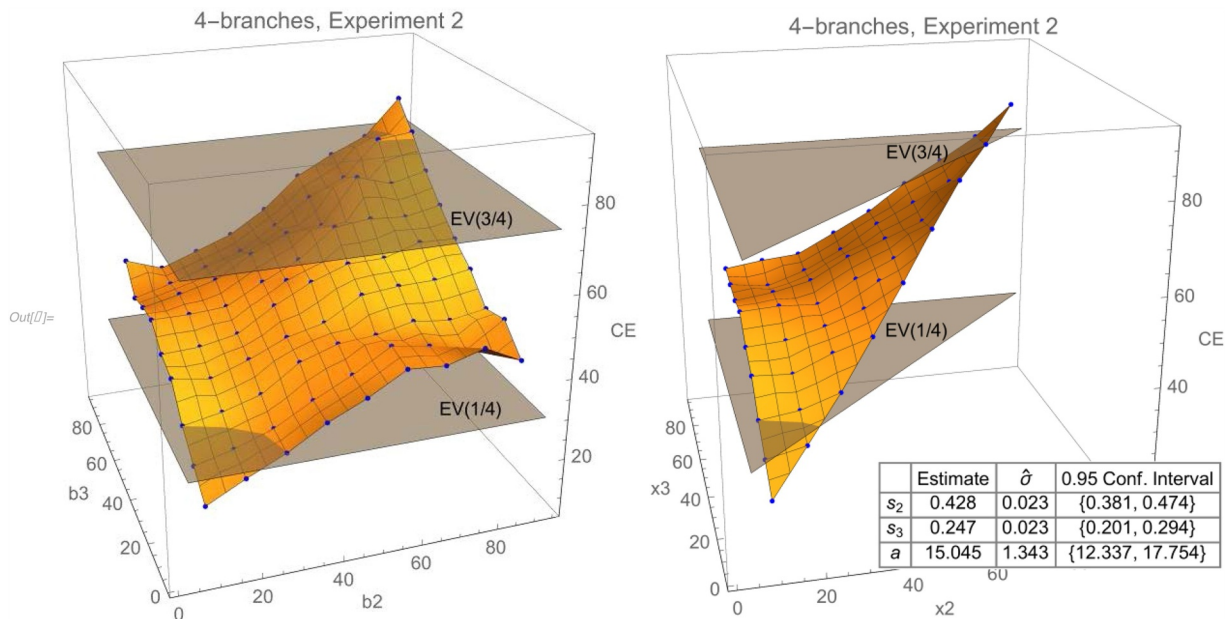 4−branches, Experiment 2
EV(3/4)
EV(1/4)
80
60
CE
40
20
80
60
b3
40
20
0
0
20
40
b2
60
80
Out[]=
4−branches, Experiment 2
EV(3/4)
EV(1/4)
80
60
CE
40
80
60
x3
40
20
0
0
20
40
x2
60
Estimate σ̂ 0.95 Conf. Interval
s₂ 0.428 0.023 {0.381, 0.474}
s₃ 0.247 0.023 {0.201, 0.294}
a 15.045 1.343 {12.337, 17.754}